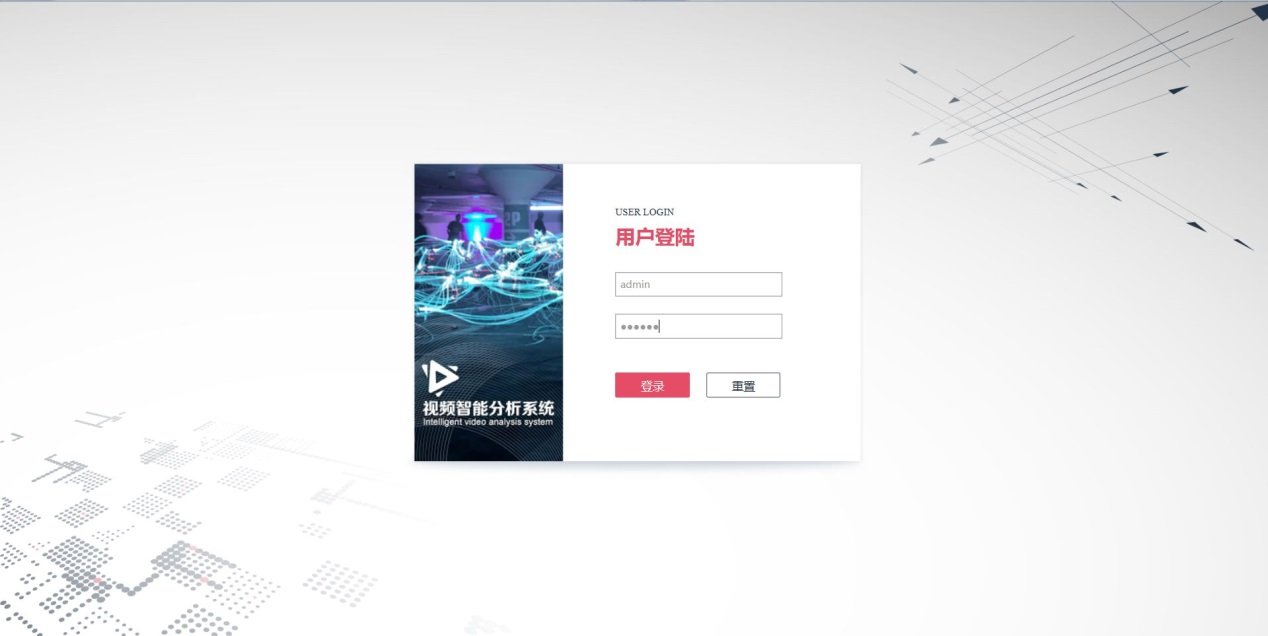 USER LOGIN
用户登陆
admin
••••••
登录
重置
视频智能分析系统
Intelligent video analysis system